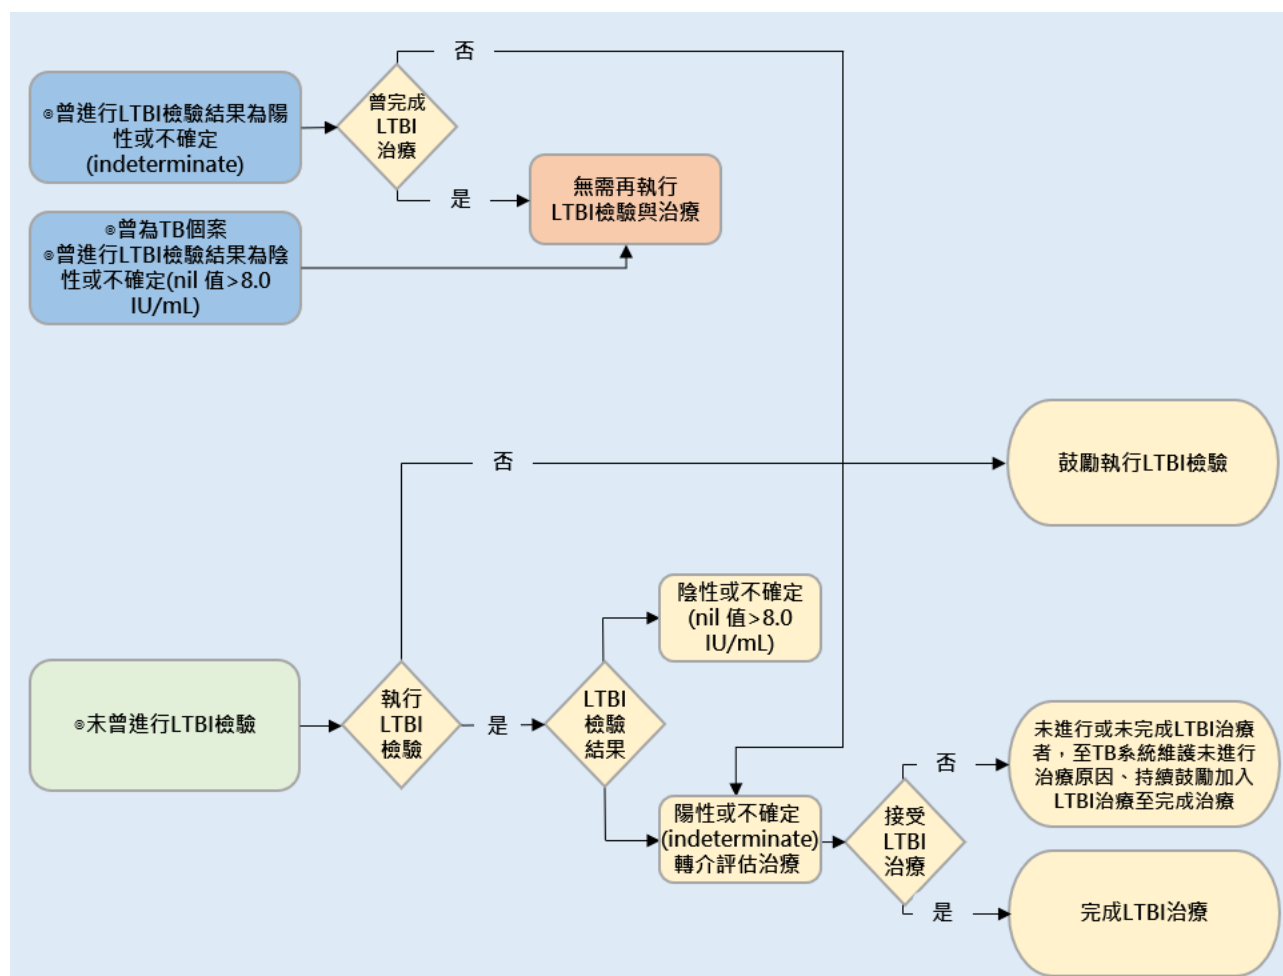 否
◎曾進行LTBI檢驗結果為陽
性或不確定
(indeterminate)
曾完成
LTBI
治療
是
無需再執行
LTBI檢驗與治療
◎曾為TB個案
◎曾進行LTBI檢驗結果為陰
性或不確定(nil 值>8.0
IU/mL)
否
鼓勵執行LTBI檢驗
陰性或不確定
(nil 值>8.0
IU/mL)
◎未曾進行LTBI檢驗
執行
LTBI
檢驗
是
LTBI
檢驗
結果
陽性或不確定
(indeterminate)
轉介評估治療
接受
LTBI
治療
否
未進行或未完成LTBI治療
者，至TB系統維護未進行
治療原因、持續鼓勵加入
LTBI治療至完成治療
是
完成LTBI治療